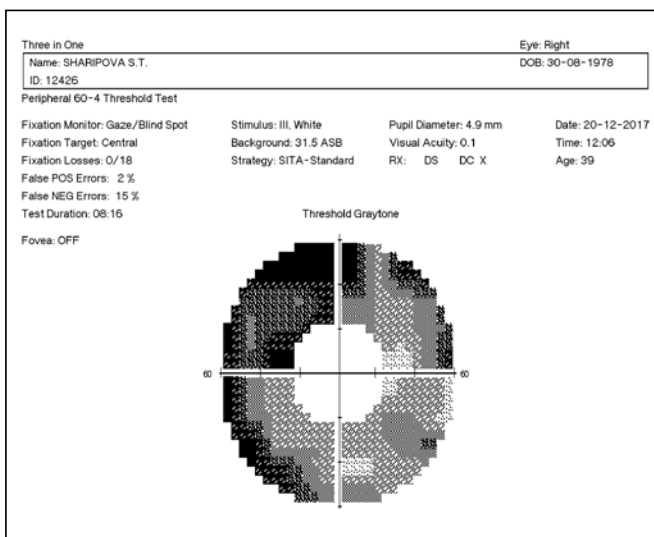 Three in One Eye: Right
Name: SHARIPOVA S.T. DOB: 30-08-1978
ID: 12426
Peripheral 60-4 Threshold Test
Fixation Monitor: Gaze/Blind Spot Stimulus: III, White Pupil Diameter: 4.9 mm Date: 20-12-2017
Fixation Target: Central Background: 31.5 ASB Visual Acuity: 0.1 Time: 12:06
Fixation Losses: 0/18 Strategy: SITA-Standard RX: DS DC X Age: 39
False POS Errors: 2 %
False NEG Errors: 15 %
Test Duration: 08:16 Threshold Graytone
Fovea: OFF
60 60